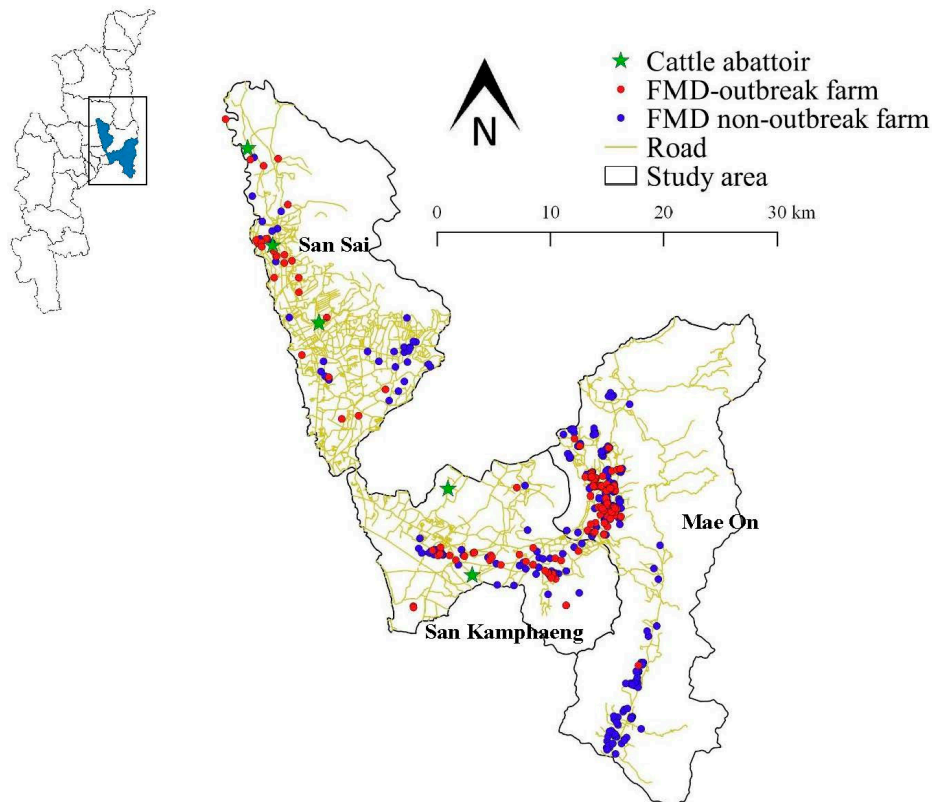 Cattle abattoir
FMD-outbreak farm
FMD non-outbreak farm
Road
Study area
N
0 10 20 30 km
San Sai
Mae On
San Kamphaeng